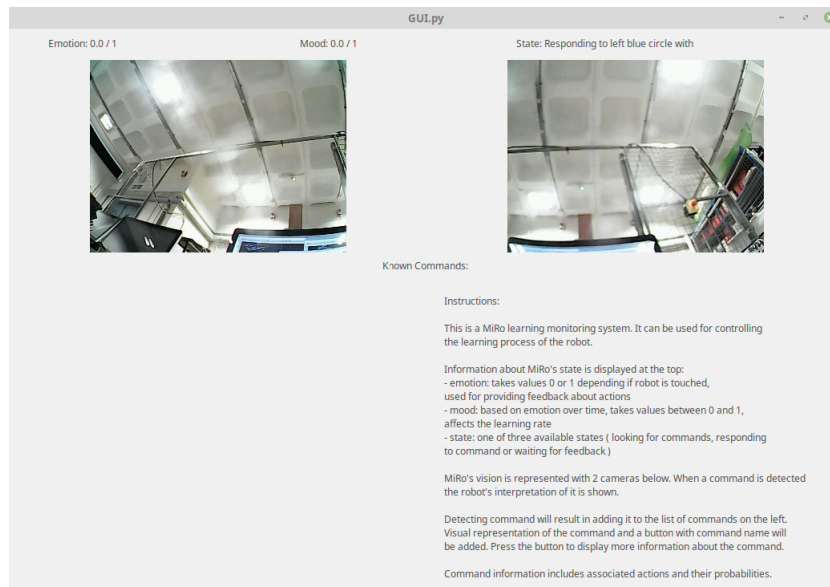 GUI.py
Emotion: 0.0 / 1
Mood: 0.0 / 1
State: Responding to left blue circle with
Known Commands:
Instructions:
This is a MiRo learning monitoring system. It can be used for controlling
the learning process of the robot.
Information about MiRo's state is displayed at the top:
- emotion: takes values 0 or 1 depending if robot is touched,
used for providing feedback about actions
- mood: based on emotion over time, takes values between 0 and 1,
affects the learning rate
- state: one of three available states ( looking for commands, responding
to command or waiting for feedback )
MiRo's vision is represented with 2 cameras below. When a command is detected
the robot's interpretation of it is shown.
Detecting command will result in adding it to the list of commands on the left.
Visual representation of the command and a button with command name will
be added. Press the button to display more information about the command.
Command information includes associated actions and their probabilities.